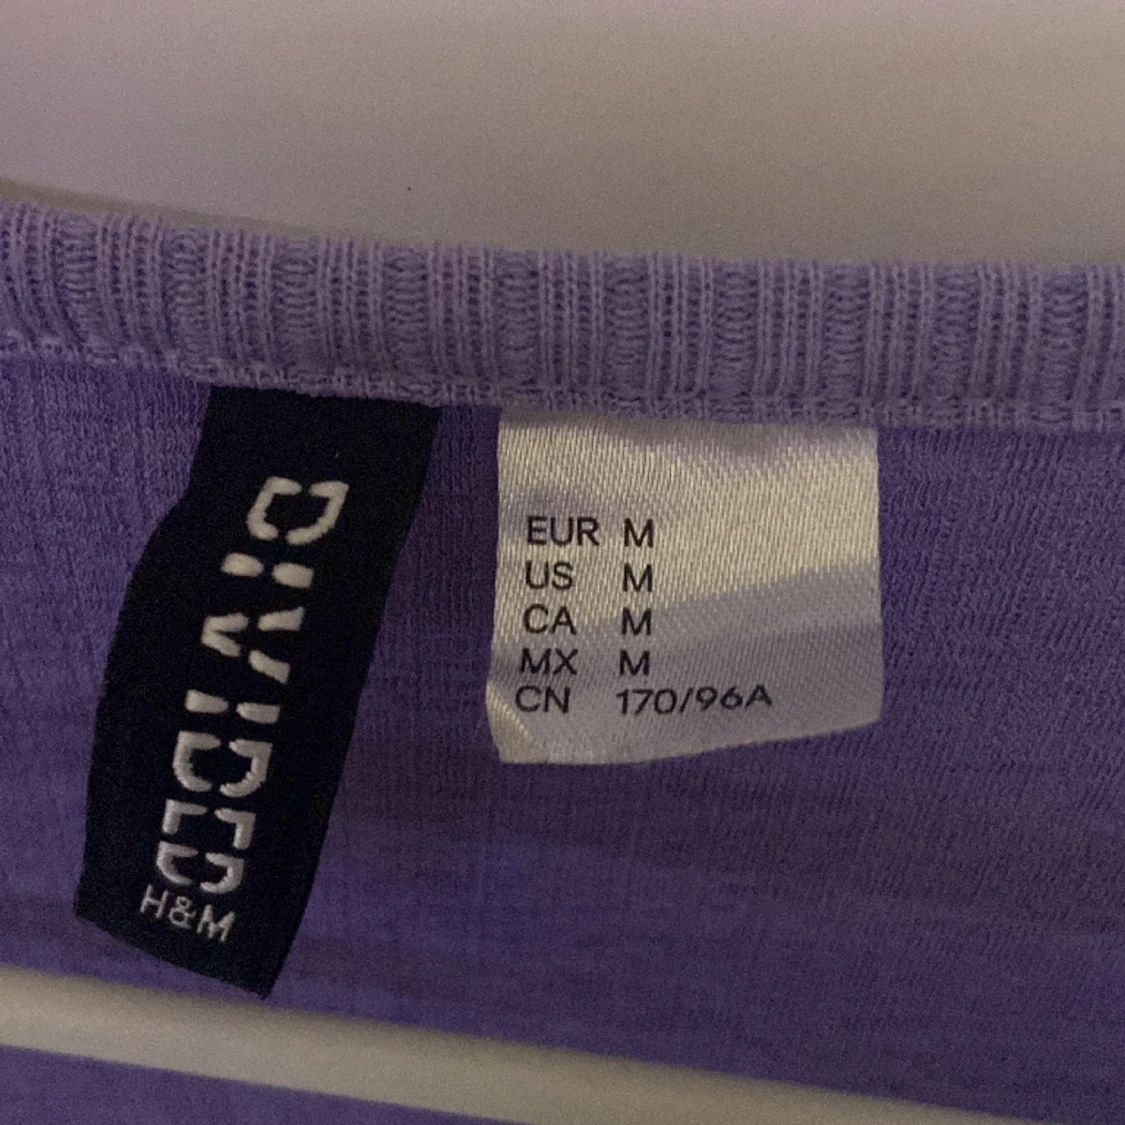 DIVIDED
H&M
EUR M
US M
CA M
MX M
CN 170/96A